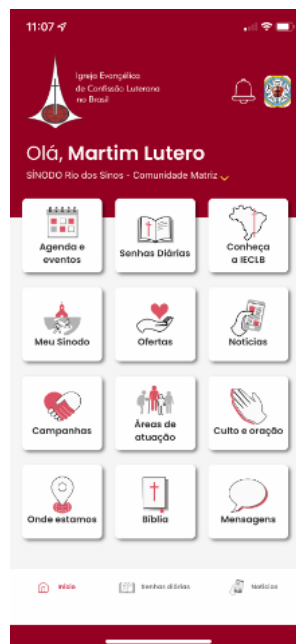 11:07
Igreja Evangélica
de Confissão Luterana
no Brasil
Olá, Martim Lutero
SÍNODO Rio dos Sinos - Comunidade Matriz
Agenda e
eventos
Senhas Diárias
Conheça
a IECLB
Meu Sínodo
Ofertas
Notícias
Campanhas
Áreas de
atuação
Culto e oração
Onde estamos
Bíblia
Mensagens
Início
Senhas diárias
Notícias